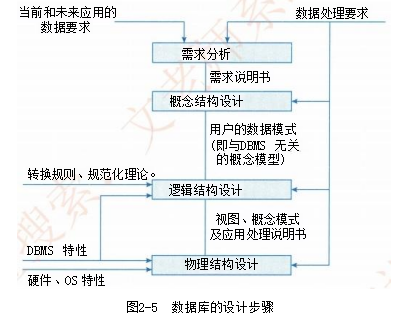 当前和未来应用的
数据要求
数据处理要求
需求分析
需求说明书
概念结构设计
用户的数据模式
(即与DBMS 无关
的概念模型)
转换规则、规范化理论。
逻辑结构设计
视图、概念模式
及应用处理说明书
DBMS 特性
物理结构设计
硬件、OS 特性
图2-5 数据库的设计步骤